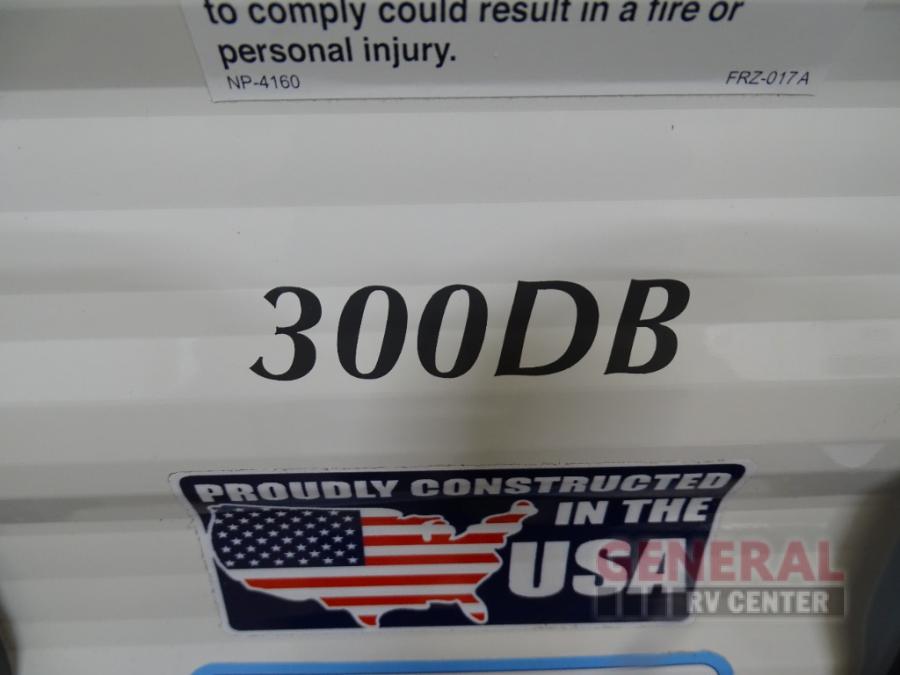 to comply could result in a fire or
personal injury.
NP-4160 FRZ-017A
300DB
PROUDLY CONSTRUCTED
IN THE
USA
GENERAL
RV CENTER